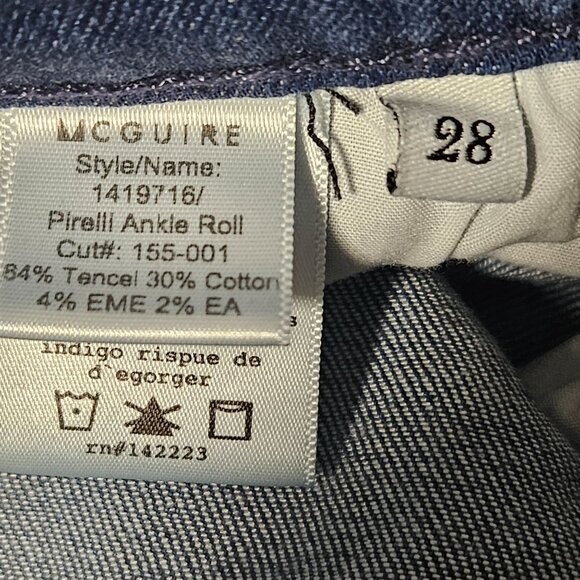 MCGUIRE
Style/Name:
1419716/
Pirelli Ankle Roll
Cut#: 155-001
64% Tencel 30% Cotton
4% EME 2% EA
indigo rispue de
d`egorger
rn#142223
28